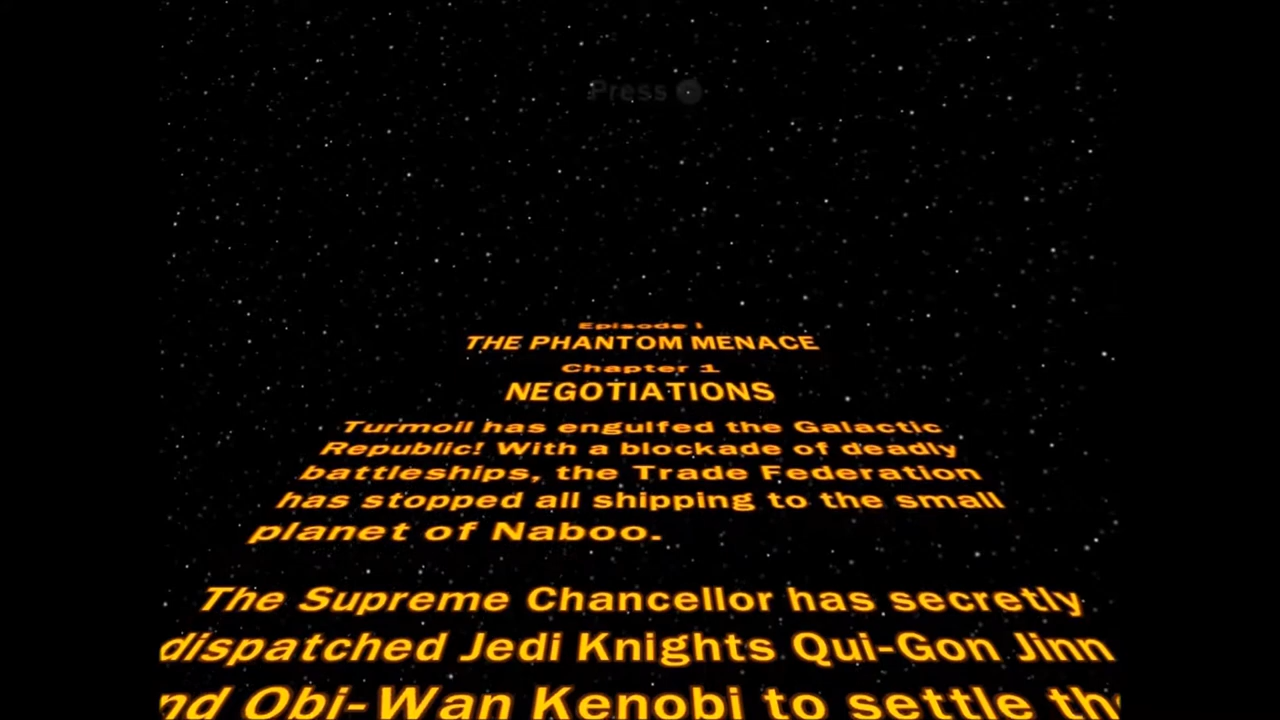 Press
Episode I
THE PHANTOM MENACE
Chapter 1
NEGOTIATIONS
Turmoil has engulfed the Galactic
Republic! With a blockade of deadly
battleships, the Trade Federation
has stopped all shipping to the small
planet of Naboo.
The Supreme Chancellor has secretly
dispatched Jedi Knights Qui-Gon Jinn
nd Obi-Wan Kenobi to settle the